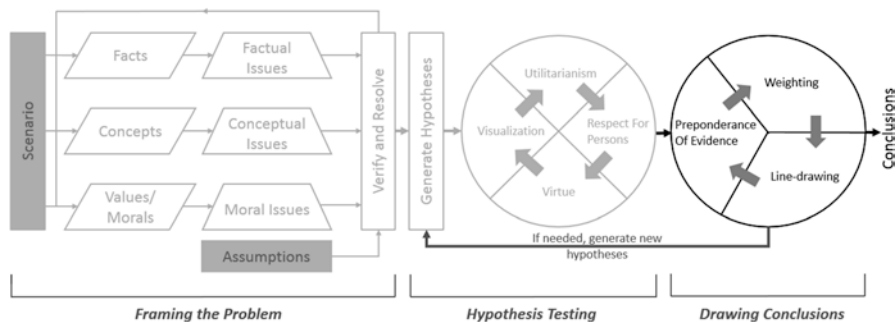 Scenario
Facts
Factual
Issues
Concepts
Conceptual
Issues
Values/
Morals
Moral Issues
Assumptions
Verify and Resolve
Generate Hypotheses
Utilitarianism
Respect For
Persons
Virtue
Visualization
Weighting
Line-drawing
Preponderance
Of Evidence
Conclusions
If needed, generate new
hypotheses
Framing the Problem
Hypothesis Testing
Drawing Conclusions